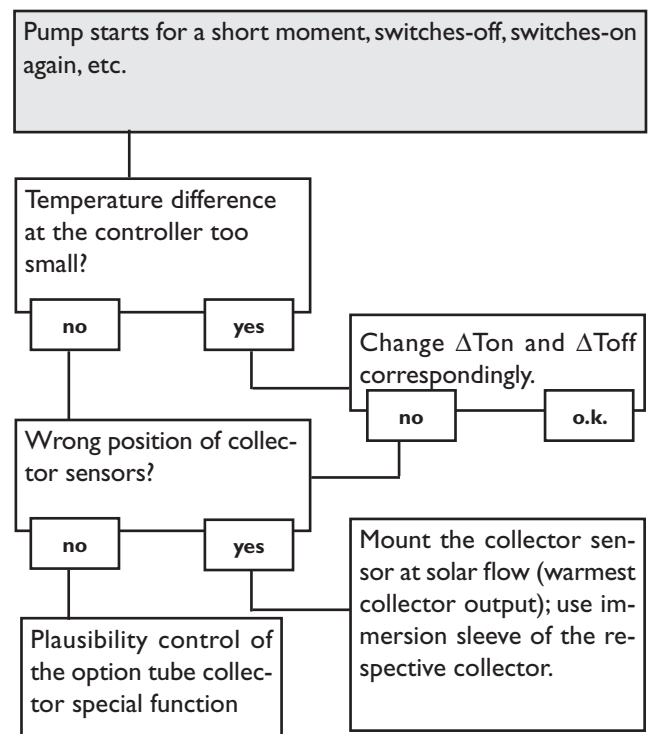 Pump starts for a short moment, switches-off, switches-on
again, etc.
Temperature difference
at the controller too
small?
no
yes
Change ΔTon and ΔToff
correspondingly.
no
o.k.
Wrong position of collec-
tor sensors?
no
yes
Mount the collector sen-
sor at solar flow (warmest
collector output); use im-
mersion sleeve of the re-
spective collector.
Plausibility control of
the option tube collec-
tor special function